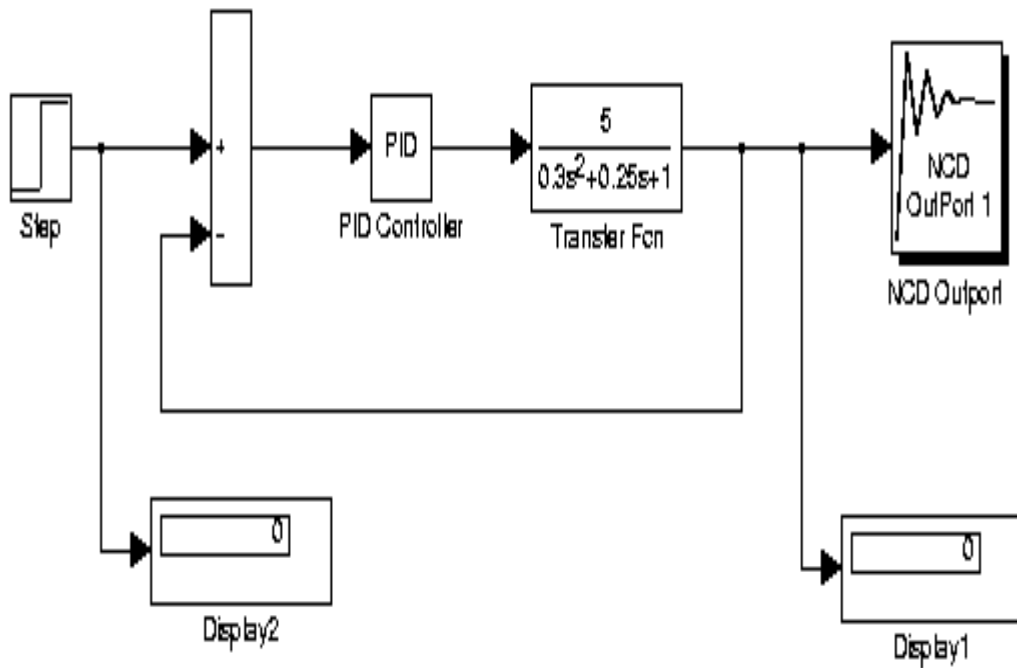 Step
+
−
PID
PID Controller
5
0.3s²+0.25s+1
Transfer Fcn
NCD
OutPort 1
NCD Outport
0
Display2
0
Display1